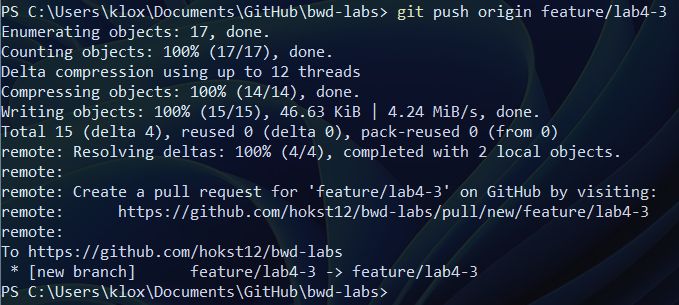 PS C:\Users\klox\Documents\GitHub\bwd-labs> git push origin feature/lab4-3
Enumerating objects: 17, done.
Counting objects: 100% (17/17), done.
Delta compression using up to 12 threads
Compressing objects: 100% (14/14), done.
Writing objects: 100% (15/15), 46.63 KiB | 4.24 MiB/s, done.
Total 15 (delta 4), reused 0 (delta 0), pack-reused 0 (from 0)
remote: Resolving deltas: 100% (4/4), completed with 2 local objects.
remote:
remote: Create a pull request for 'feature/lab4-3' on GitHub by visiting:
remote:      https://github.com/hokst12/bwd-labs/pull/new/feature/lab4-3
remote:
To https://github.com/hokst12/bwd-labs
 * [new branch]      feature/lab4-3 -> feature/lab4-3
PS C:\Users\klox\Documents\GitHub\bwd-labs>